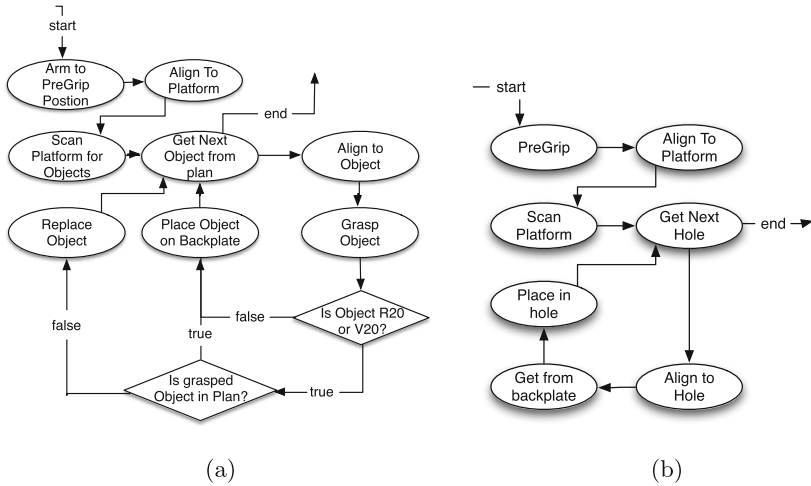 start
Arm to
PreGrip
Postion
Align To
Platform
end
Scan
Platform for
Objects
Get Next
Object from
plan
Align to
Object
Replace
Object
Place Object
on Backplate
Grasp
Object
false
false
true
Is Object R20
or V20?
Is grasped
Object in Plan?
true
(a)
start
PreGrip
Align To
Platform
Scan
Platform
Get Next
Hole
end
Place in
hole
Get from
backplate
Align to
Hole
(b)